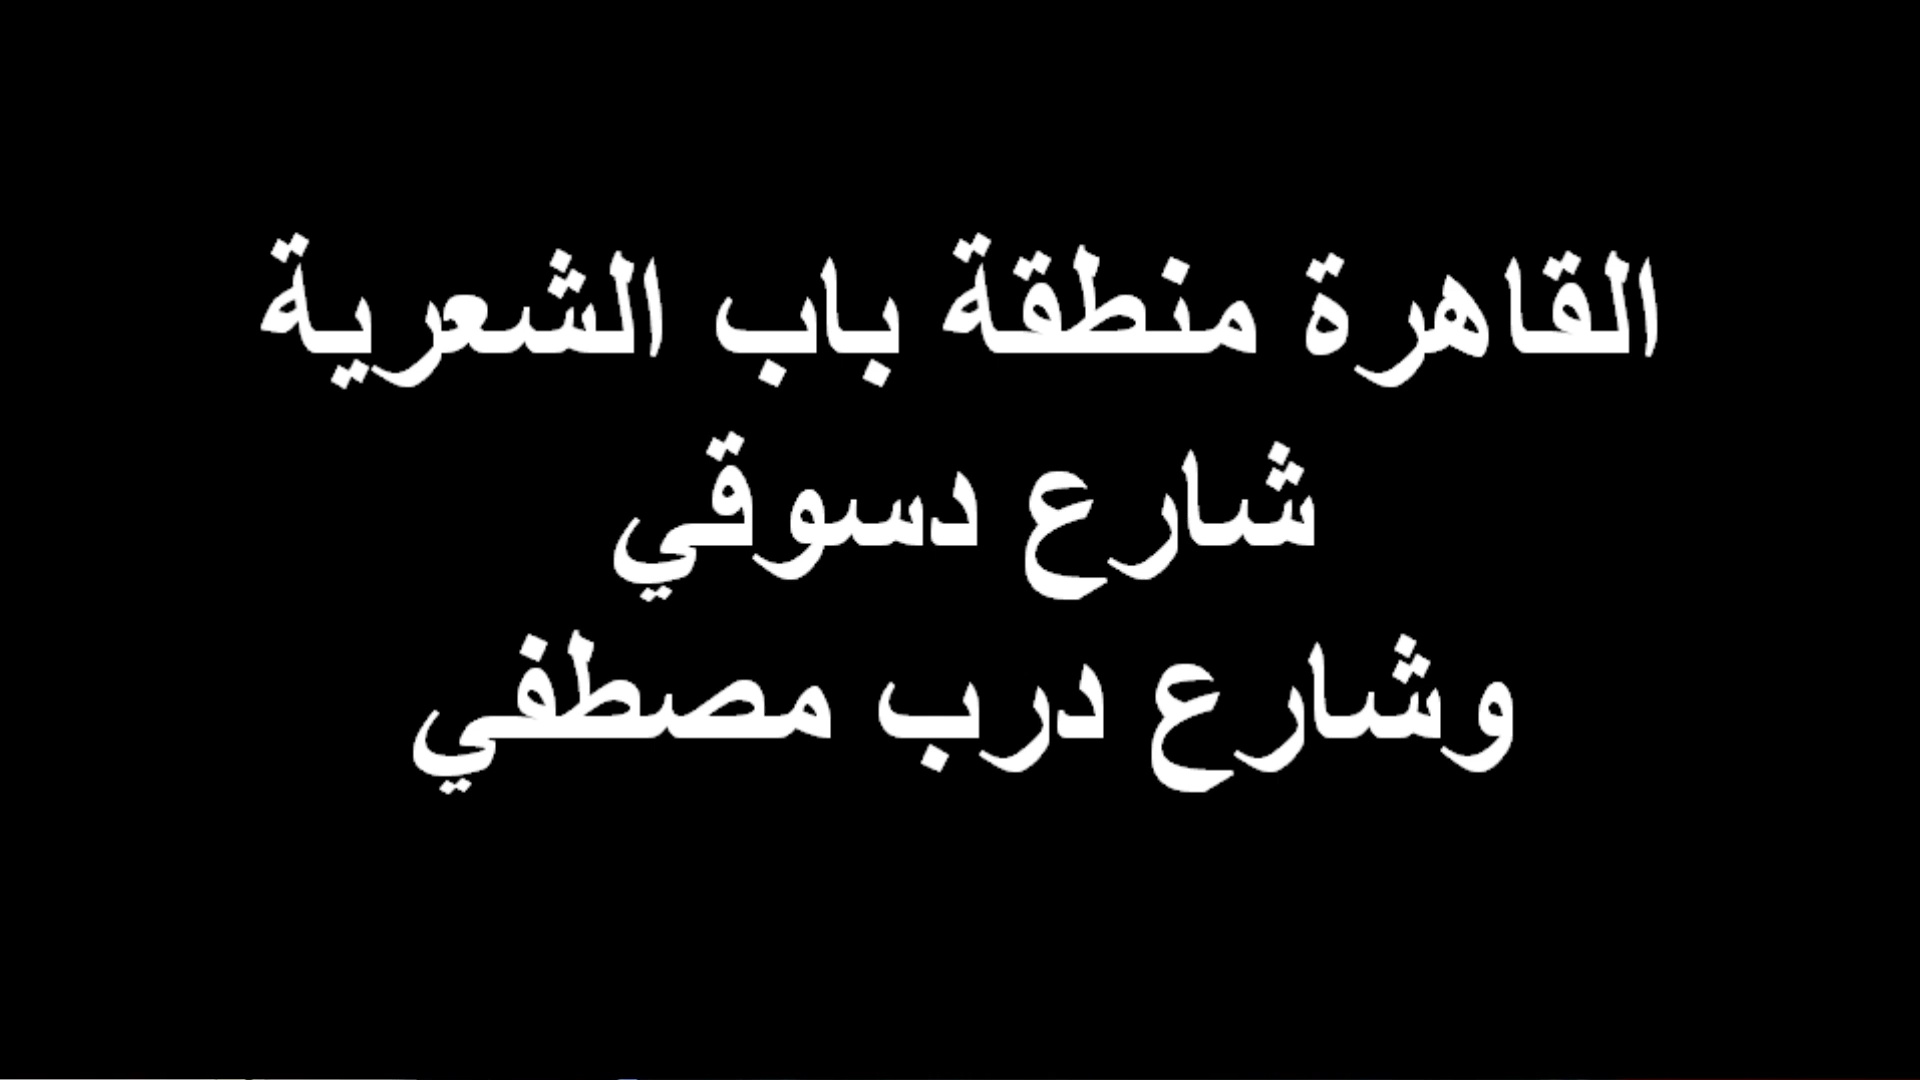 القاهرة منطقة باب الشعرية
شارع دسوقي
وشارع درب مصطفي